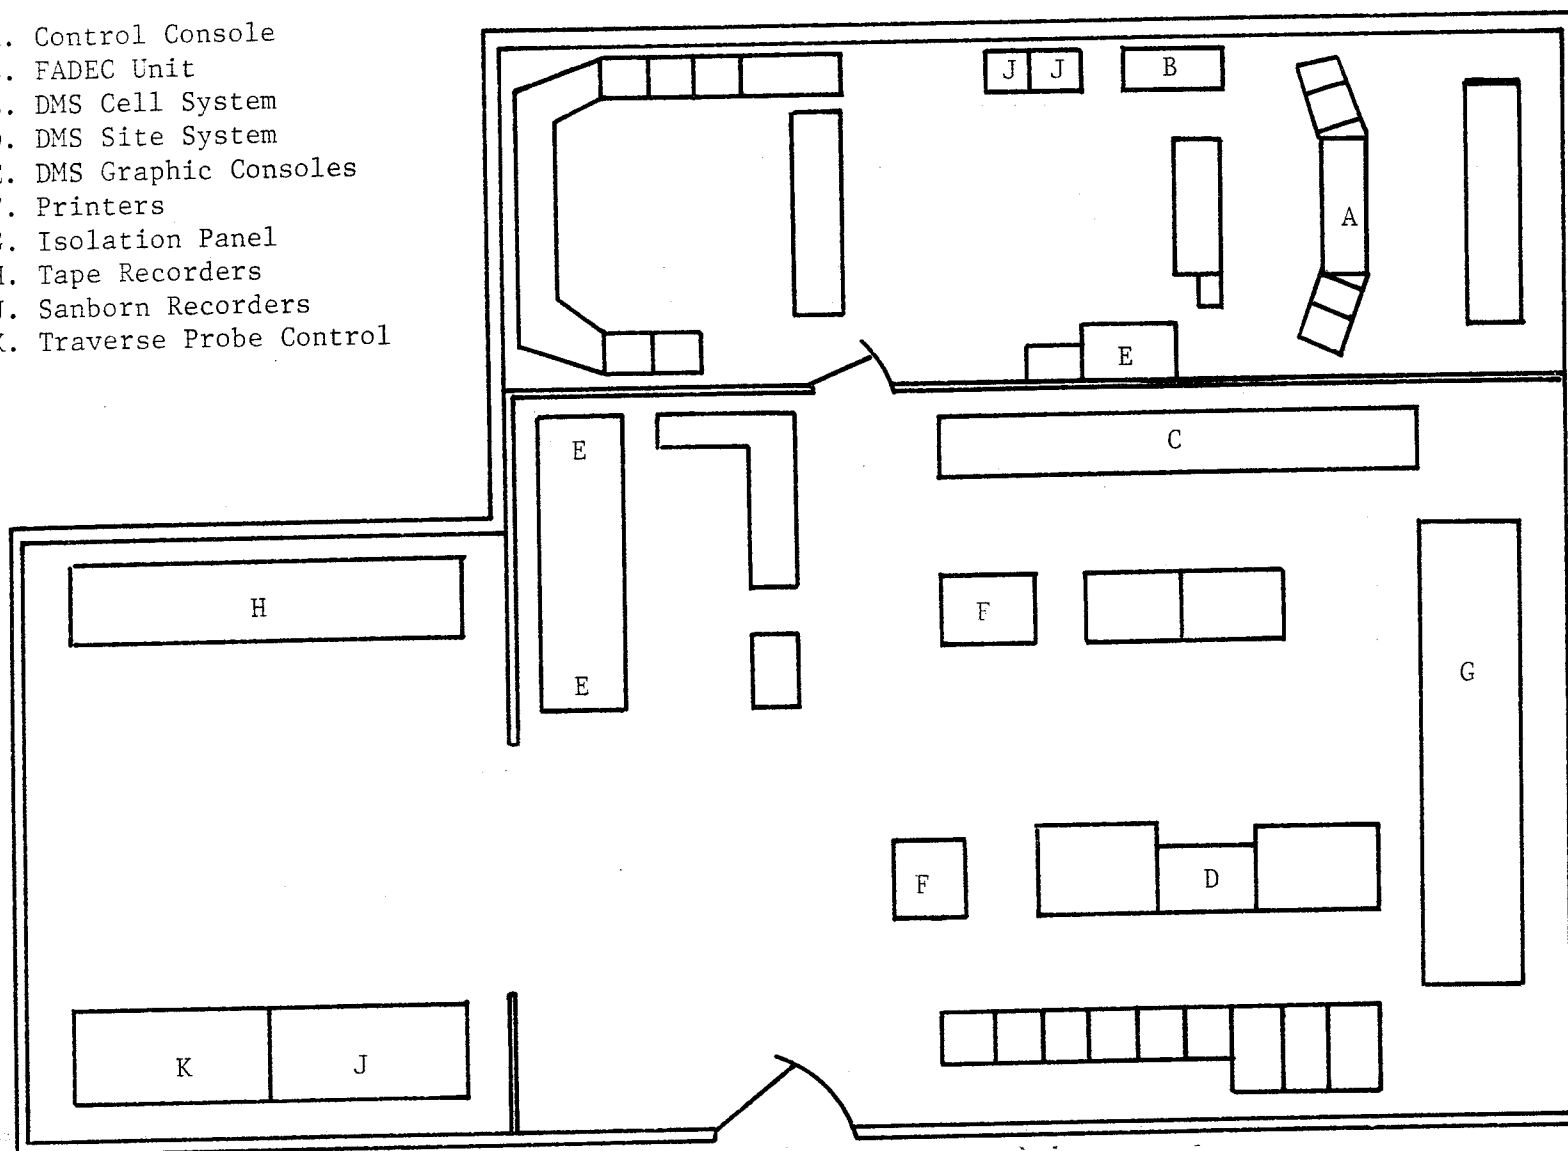 . Control Console
. FADEC Unit
. DMS Cell System
. DMS Site System
. DMS Graphic Consoles
. Printers
. Isolation Panel
. Tape Recorders
. Sanborn Recorders
K. Traverse Probe Control
J J B
A
E
E C
H F
E G
F D
K J